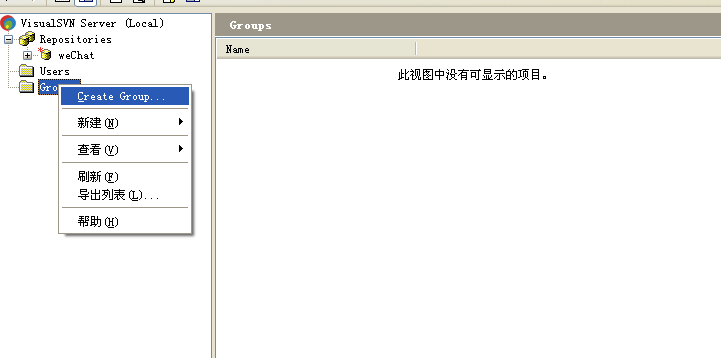 VisualSVN Server (Local)
Repositories
weChat
Users
Gro
Create Group...
新建(N)
查看(V)
刷新(F)
导出列表(L)...
帮助(H)
Groups
Name
此视图中没有可显示的项目。